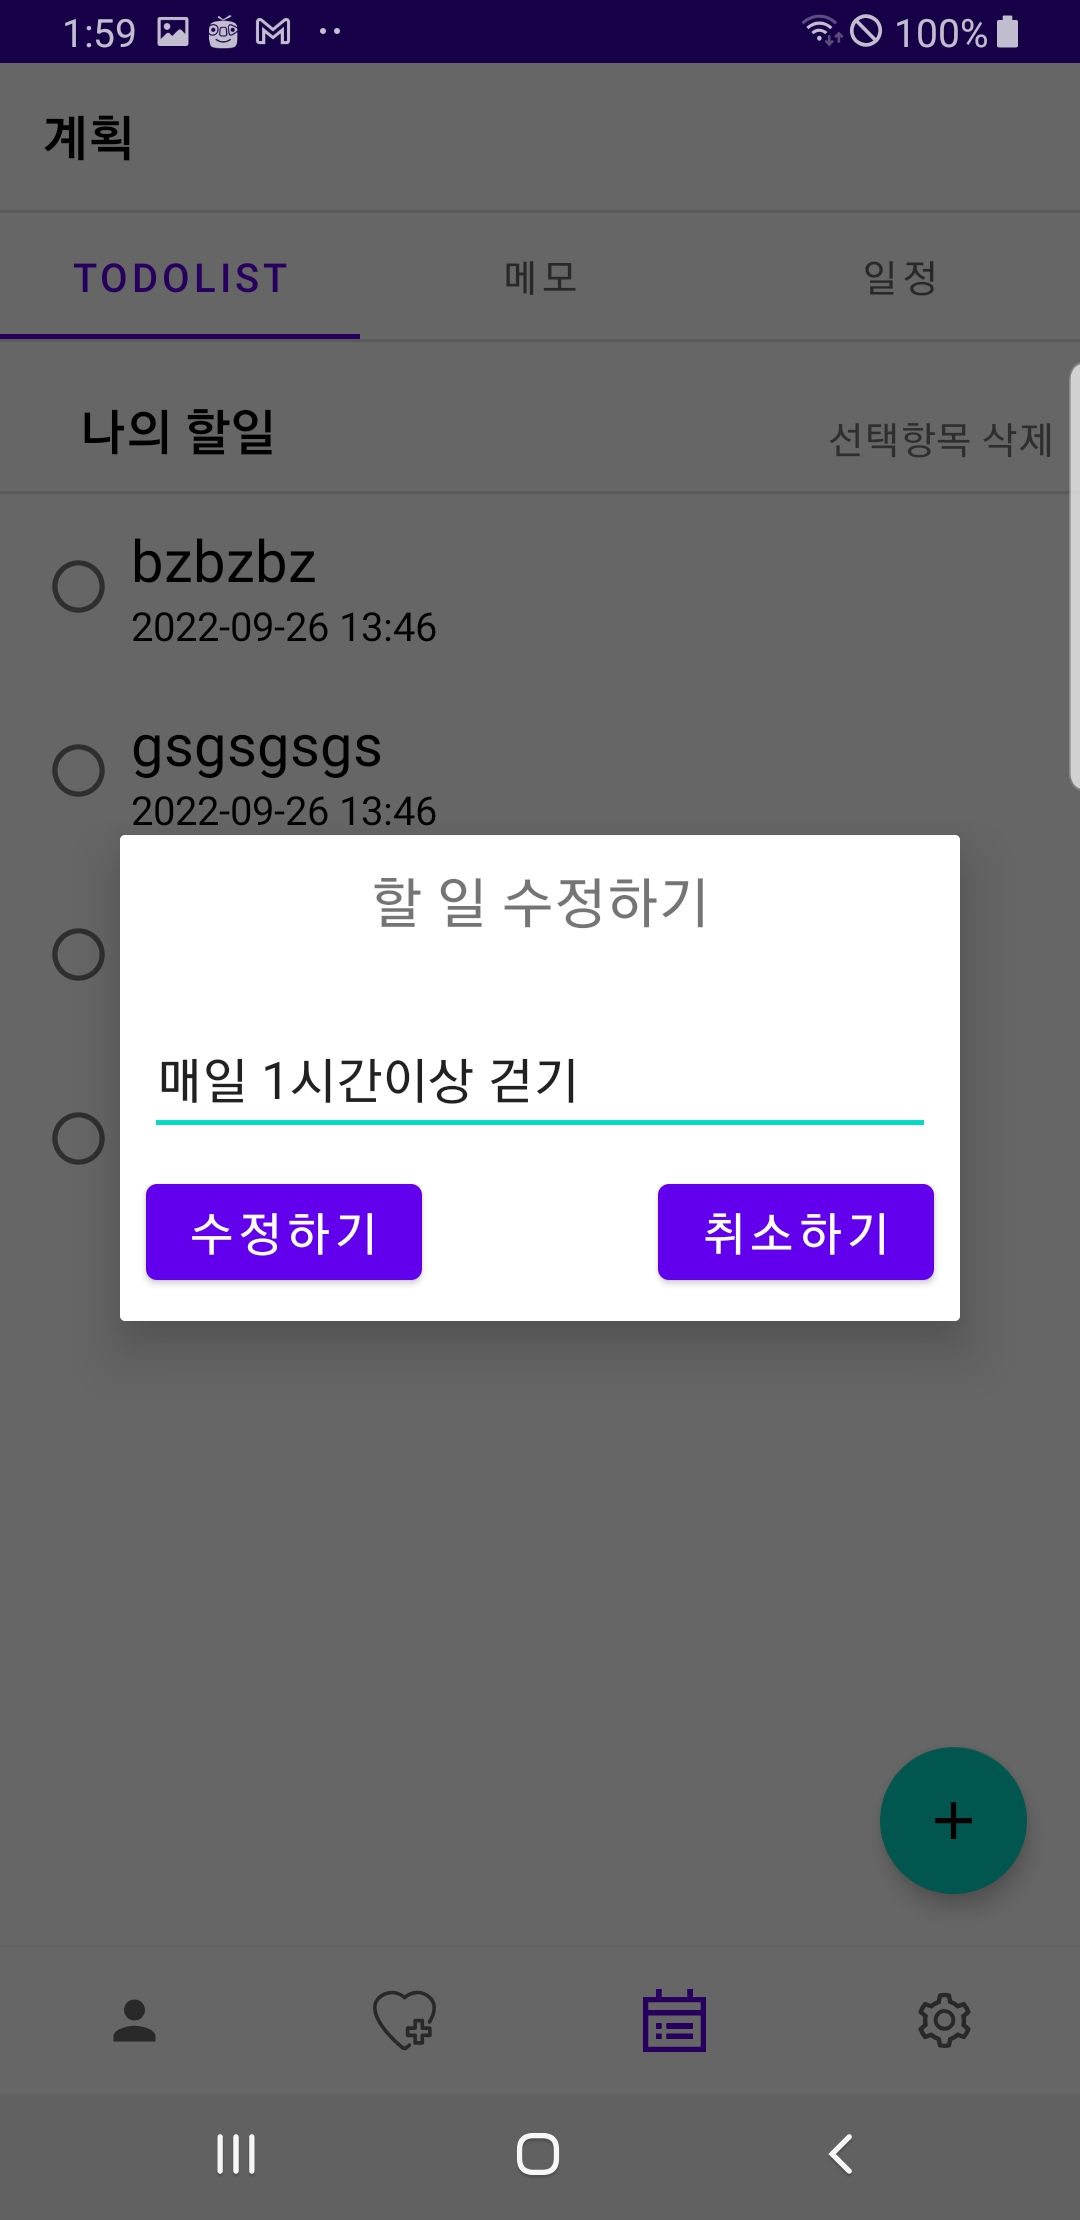 1:59 100%
계획
TODOLIST 메모 일정
나의 할일 선택항목 삭제
bzbzbz
2022-09-26 13:46
gsgsgsgs
2022-09-26 13:46
할 일 수정하기
매일 1시간이상 걷기
수정하기 취소하기